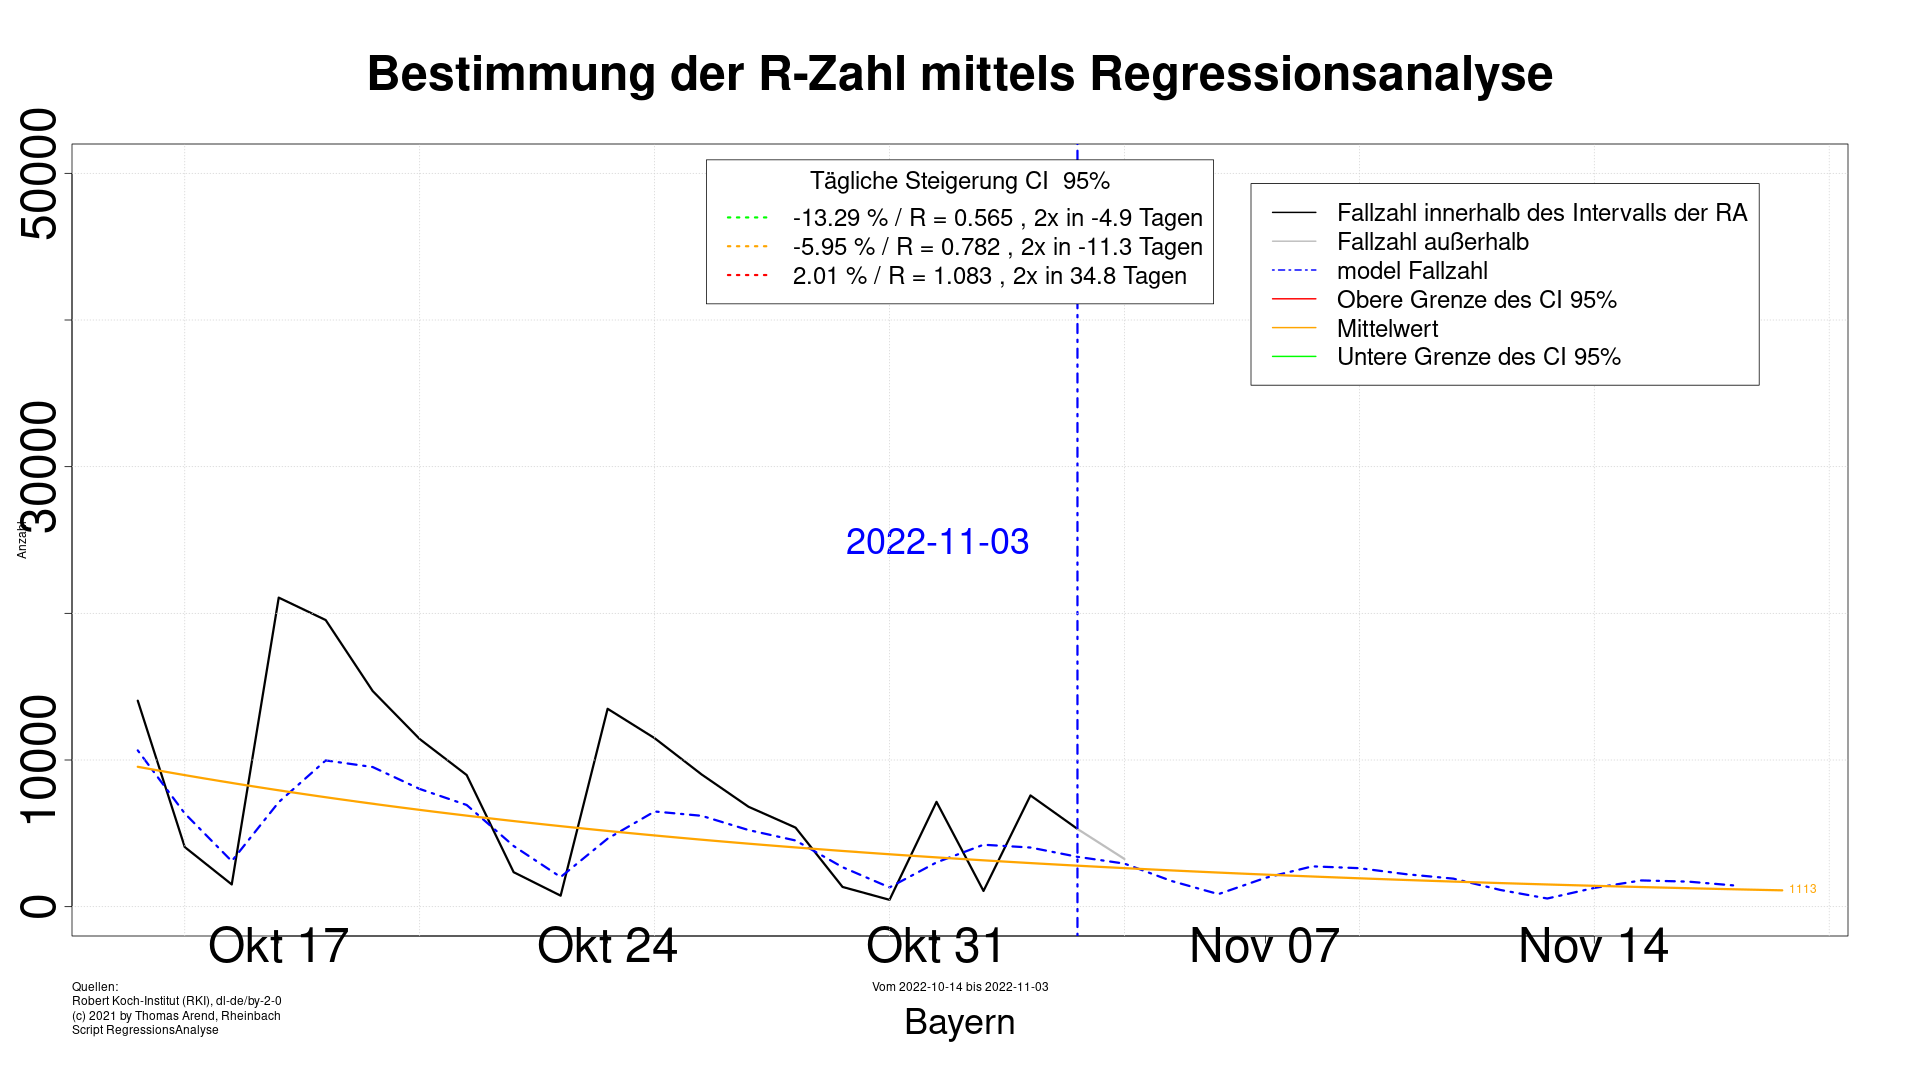 Bestimmung der R-Zahl mittels Regressionsanalyse
Tägliche Steigerung CI  95%
-13.29 % / R = 0.565 , 2x in -4.9 Tagen
-5.95 % / R = 0.782 , 2x in -11.3 Tagen
2.01 % / R = 1.083 , 2x in 34.8 Tagen
Fallzahl innerhalb des Intervalls der RA
Fallzahl außerhalb
model Fallzahl
Obere Grenze des CI 95%
Mittelwert
Untere Grenze des CI 95%
50000
30000
10000
0
Anzahl
2022-11-03
1113
Okt 17
Okt 24
Okt 31
Nov 07
Nov 14
Quellen:
Robert Koch-Institut (RKI), dl-de/by-2-0
(c) 2021 by Thomas Arend, Rheinbach
Script RegressionsAnalyse
Vom 2022-10-14 bis 2022-11-03
Bayern